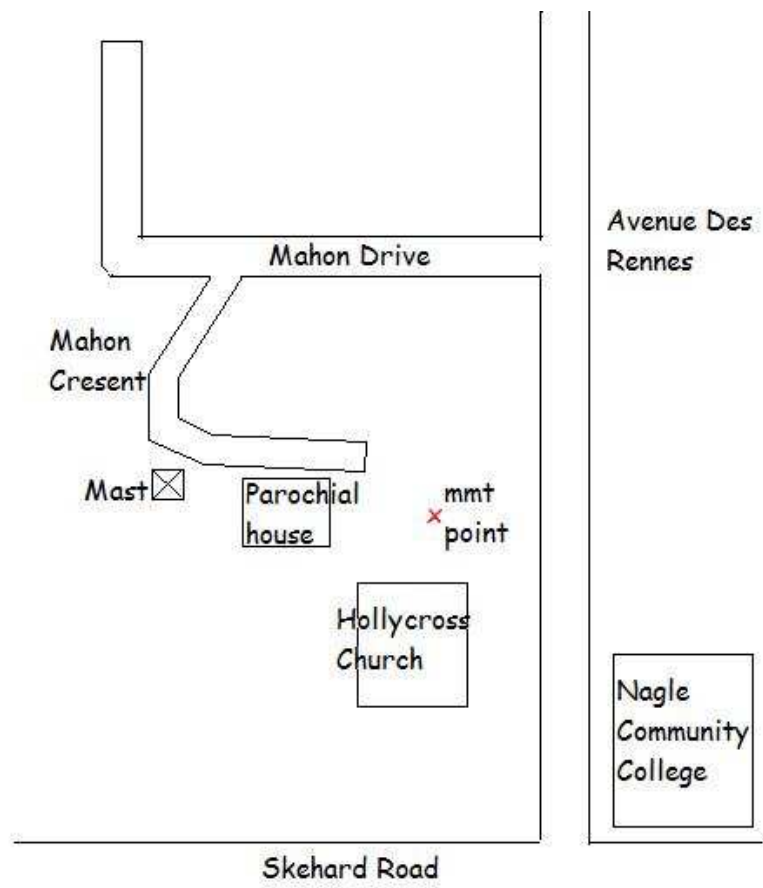 Avenue Des
Rennes
Mahon Drive
Mahon
Cresent
Mast
Parochial
house
mmt
point
Hollycross
Church
Nagle
Community
College
Skehard Road